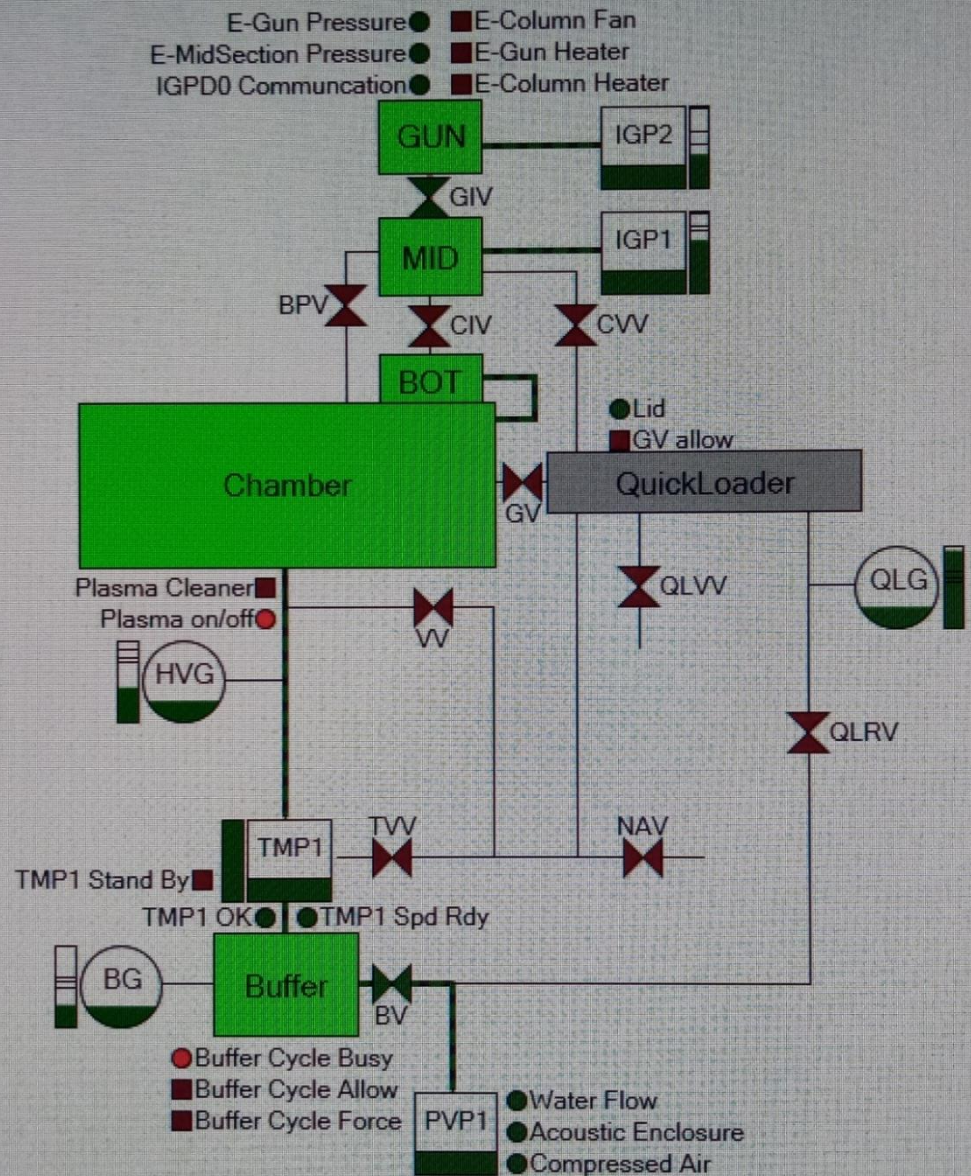 E-Gun Pressure E-Column Fan
E-MidSection Pressure E-Gun Heater
IGPD0 Communcation E-Column Heater
GUN IGP2
GIV
MID IGP1
BPV CIV CVV
BOT
Lid
GV allow
Chamber QuickLoader
GV
Plasma Cleaner QLVV QLG
Plasma on/off
VV
HVG
QLRV
TMP1 TVV NAV
TMP1 Stand By
TMP1 OK TMP1 Spd Rdy
BG Buffer
BV
Buffer Cycle Busy
Buffer Cycle Allow
Buffer Cycle Force
PVP1
Water Flow
Acoustic Enclosure
Compressed Air